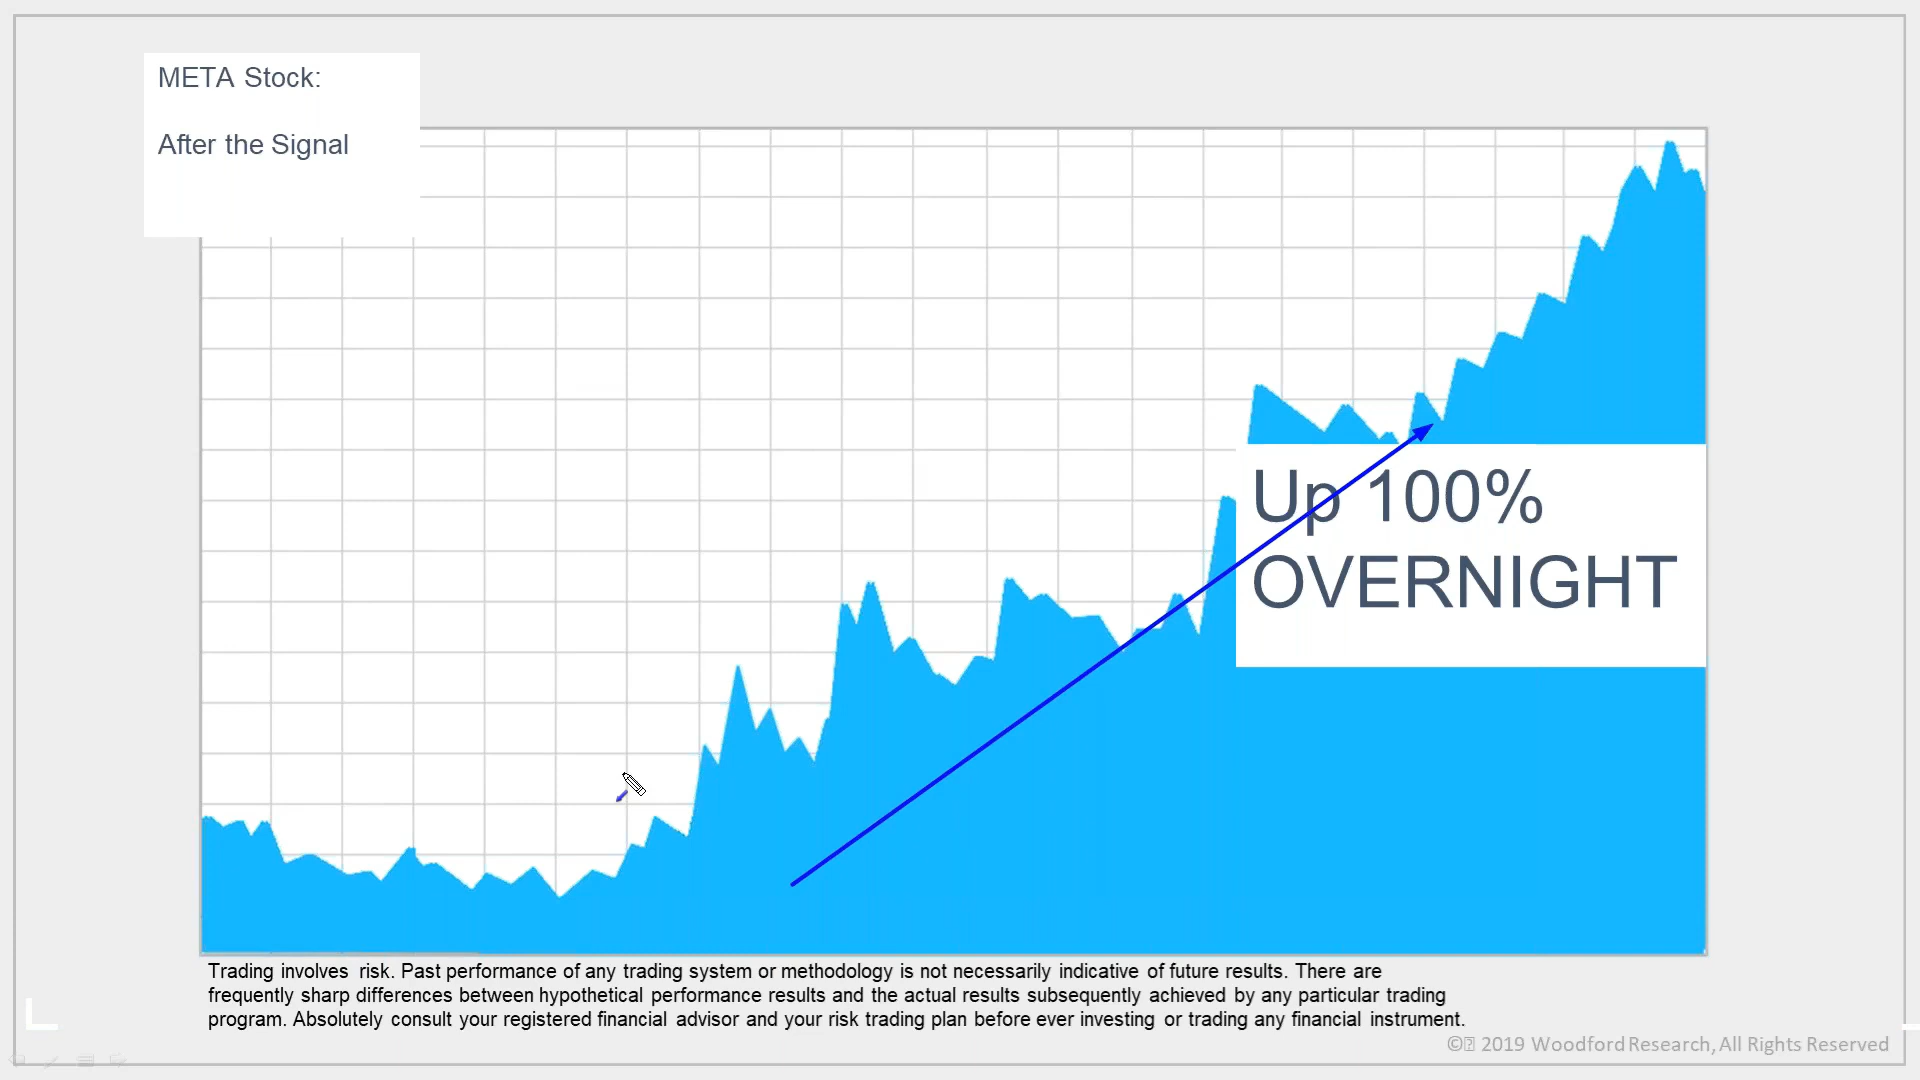 META Stock:
After the Signal
Up 100%
OVERNIGHT
Trading involves risk. Past performance of any trading system or methodology is not necessarily indicative of future results. There are
frequently sharp differences between hypothetical performance results and the actual results subsequently achieved by any particular trading
program. Absolutely consult your registered financial advisor and your risk trading plan before ever investing or trading any financial instrument.
© 2019 Woodford Research, All Rights Reserved